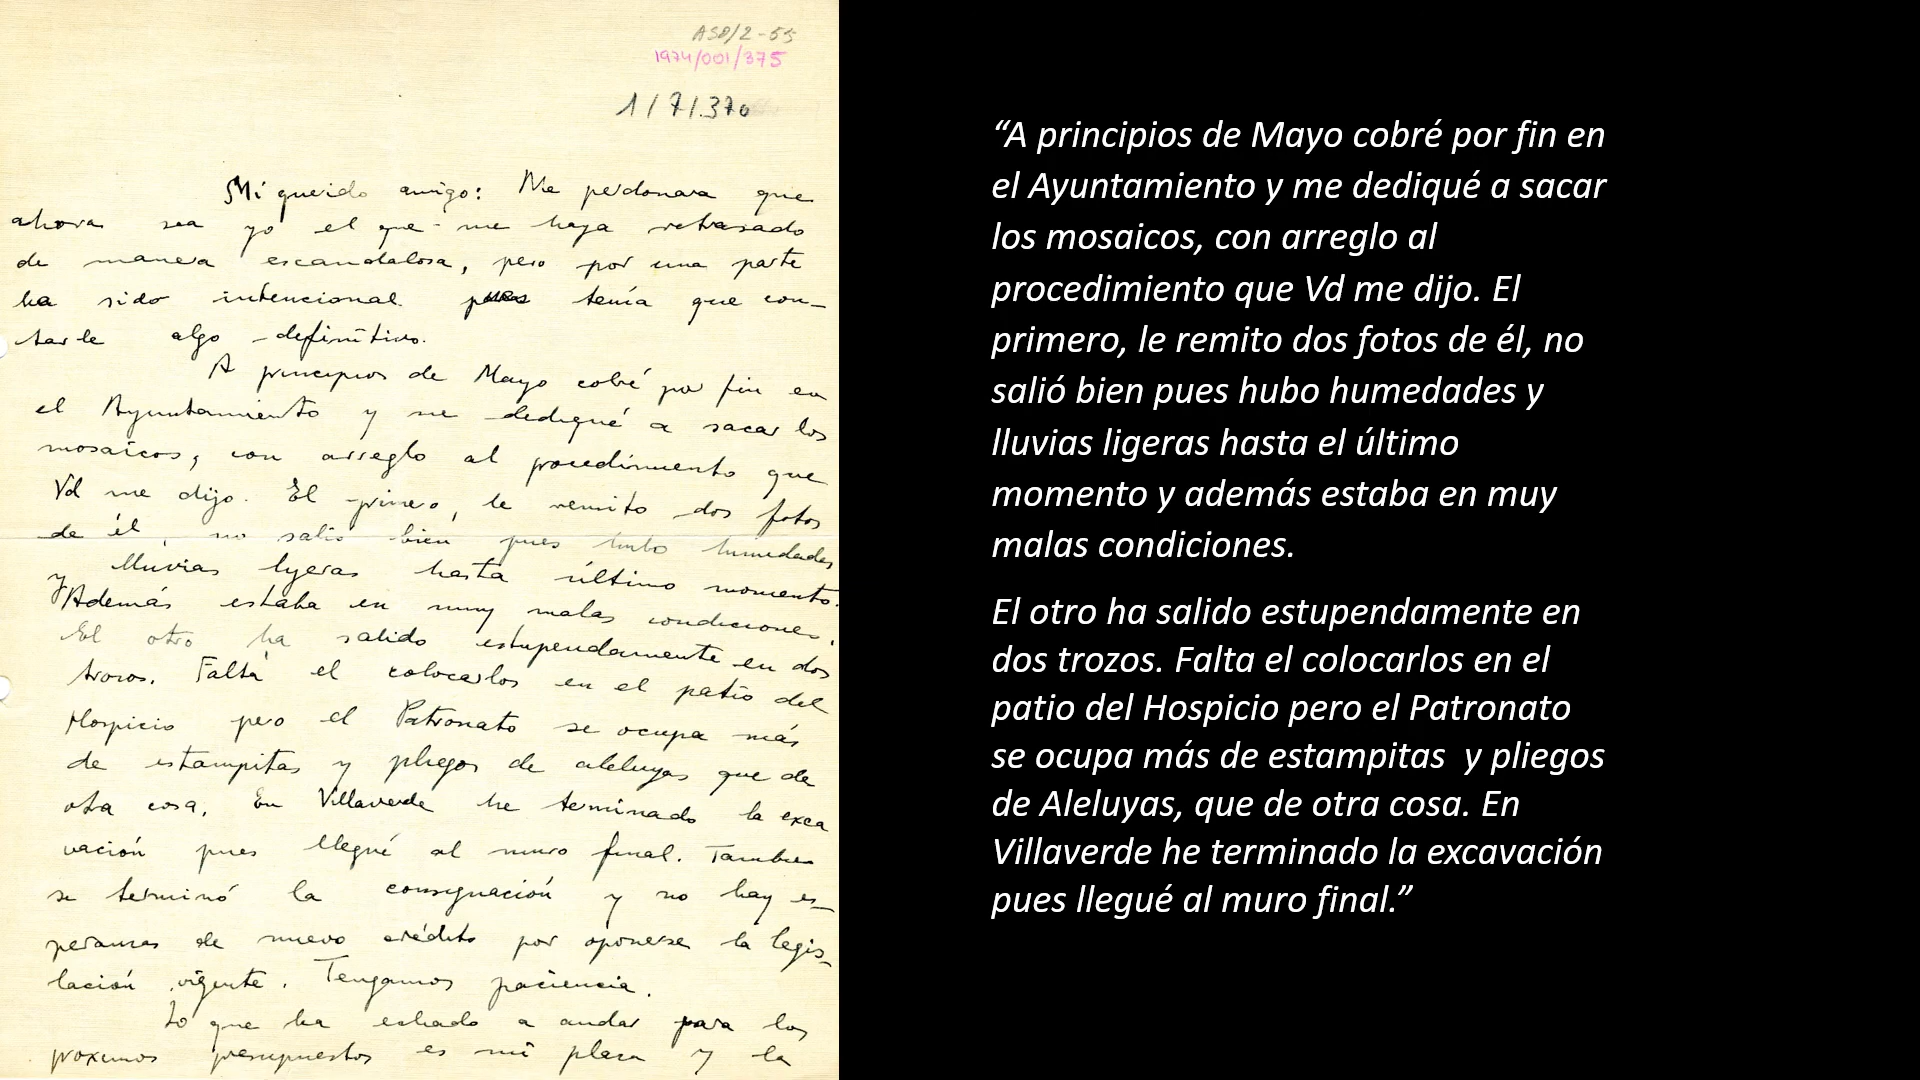 ASD/2-55
1974/001/375
1/7/.370
Mi querido amigo: Me perdonara que
ahora sea yo el que me haya retrasado
de manera escandalosa, pero por una parte
ha sido intencional pues tenía que con-
tarle algo definitivo.
A principios de Mayo cobré por fin en
el Ayuntamiento y me dediqué a sacar los
mosaicos, con arreglo al procedimiento que
Vd me dijo. El primero, le remito dos fotos
de él, no salió bien pues hubo humedades
y lluvias ligeras hasta último momento.
Además estaba en muy malas condiciones.
El otro ha salido estupendamente en dos
trozos. Falta el colocarlos en el patio del
Hospicio pero el Patronato se ocupa más
de estampitas y pliegos de aleluyas que de
otra cosa. En Villaverde he terminado la exca
vación pues llegué al muro final. Tambien
se terminó la consignación y no hay es-
peranzas de nuevo crédito por oponerse la legis-
lación vigente. Tengamos paciencia.
Lo que ha echado a andar para los
proximos presupuestos es mi plaza y la
“A principios de Mayo cobré por fin en
el Ayuntamiento y me dediqué a sacar
los mosaicos, con arreglo al
procedimiento que Vd me dijo. El
primero, le remito dos fotos de él, no
salió bien pues hubo humedades y
lluvias ligeras hasta el último
momento y además estaba en muy
malas condiciones.
El otro ha salido estupendamente en
dos trozos. Falta el colocarlos en el
patio del Hospicio pero el Patronato
se ocupa más de estampitas y pliegos
de Aleluyas, que de otra cosa. En
Villaverde he terminado la excavación
pues llegué al muro final.”